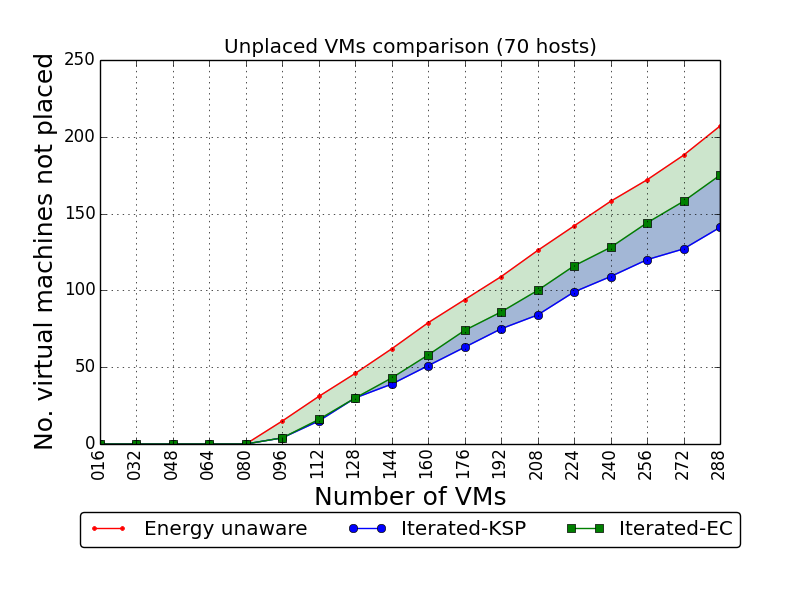 Unplaced VMs comparison (70 hosts)
No. virtual machines not placed
250
200
150
100
50
0
016 032 048 064 080 096 112 128 144 160 176 192 208 224 240 256 272 288
Number of VMs
Energy unaware Iterated-KSP Iterated-EC